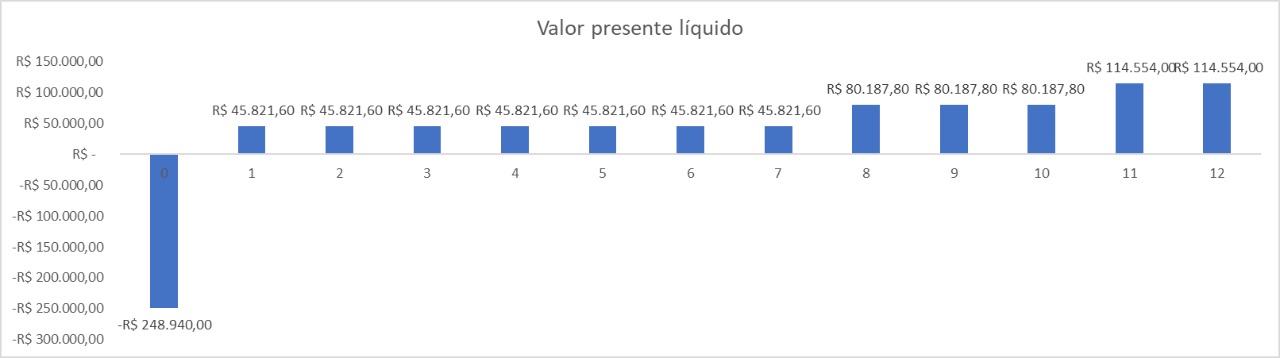 Valor presente líquido
R$ 150.000,00
R$ 100.000,00
R$ 50.000,00
R$ -
-R$ 50.000,00
-R$ 100.000,00
-R$ 150.000,00
-R$ 200.000,00
-R$ 250.000,00
-R$ 300.000,00
-R$ 248.940,00
R$ 45.821,60
R$ 45.821,60
R$ 45.821,60
R$ 45.821,60
R$ 45.821,60
R$ 45.821,60
R$ 45.821,60
R$ 80.187,80
R$ 80.187,80
R$ 80.187,80
R$ 114.554,00
R$ 114.554,00
0 1 2 3 4 5 6 7 8 9 10 11 12